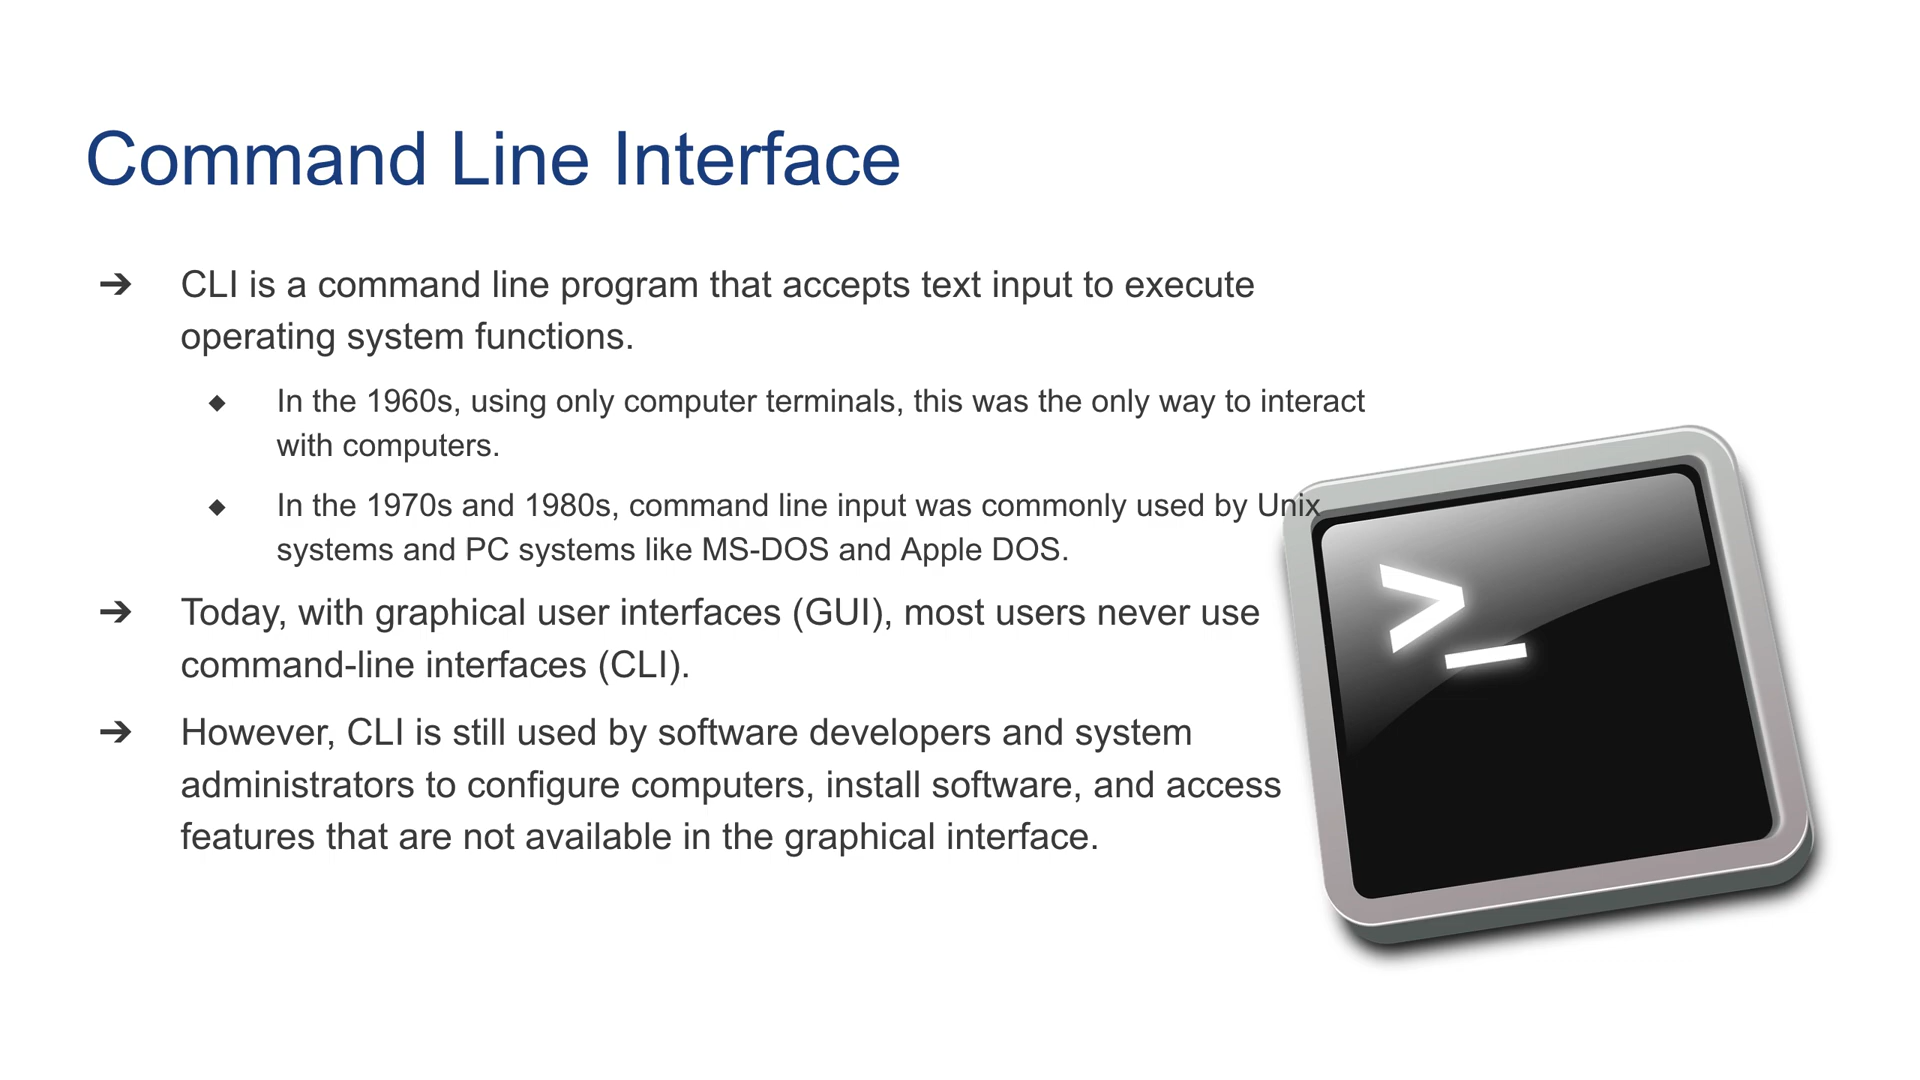 Command Line Interface
➔ CLI is a command line program that accepts text input to execute
operating system functions.
◆ In the 1960s, using only computer terminals, this was the only way to interact
with computers.
◆ In the 1970s and 1980s, command line input was commonly used by Unix
systems and PC systems like MS-DOS and Apple DOS.
➔ Today, with graphical user interfaces (GUI), most users never use
command-line interfaces (CLI).
➔ However, CLI is still used by software developers and system
administrators to configure computers, install software, and access
features that are not available in the graphical interface.
>_